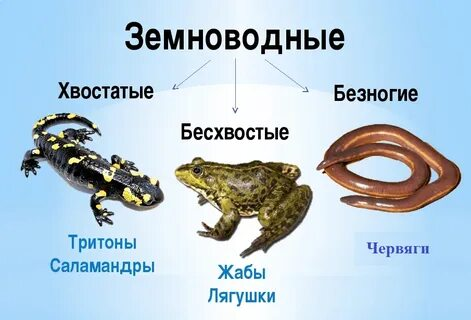 Земноводные
Хвостатые
Бесхвостые
Безногие
Тритоны
Саламандры
Жабы
Лягушки
Червяги